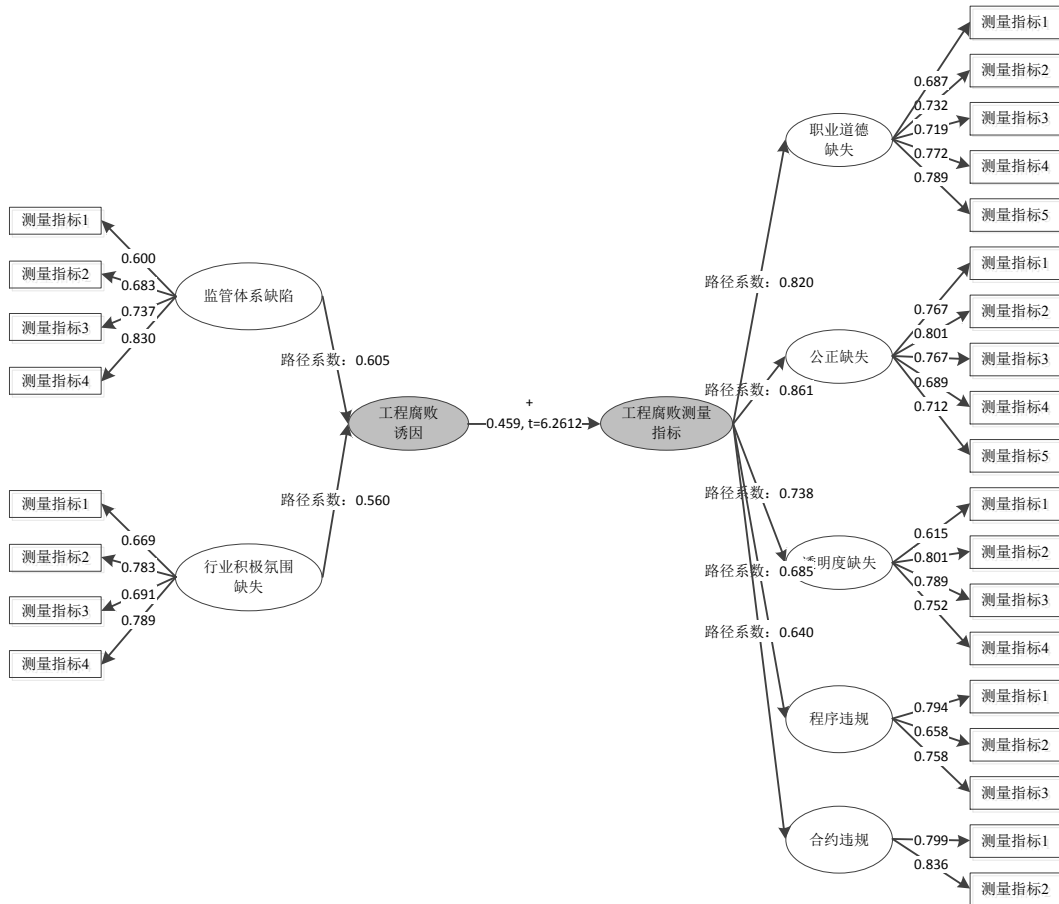 测量指标1
测量指标2
测量指标3
测量指标4
0.600
0.683
0.737
0.830
监管体系缺陷
路径系数：0.605
测量指标1
测量指标2
测量指标3
测量指标4
0.669
0.783
0.691
0.789
行业积极氛围
缺失
路径系数：0.560
工程腐败
诱因
+
0.459, t=6.2612
工程腐败测量
指标
路径系数：0.820
路径系数：0.861
路径系数：0.738
路径系数：0.685
路径系数：0.640
职业道德
缺失
0.687
0.732
0.719
0.772
0.789
测量指标1
测量指标2
测量指标3
测量指标4
测量指标5
公正缺失
0.767
0.801
0.767
0.689
0.712
测量指标1
测量指标2
测量指标3
测量指标4
测量指标5
透明度缺失
0.615
0.801
0.789
0.752
测量指标1
测量指标2
测量指标3
测量指标4
程序违规
0.794
0.658
0.758
测量指标1
测量指标2
测量指标3
合约违规
0.799
0.836
测量指标1
测量指标2